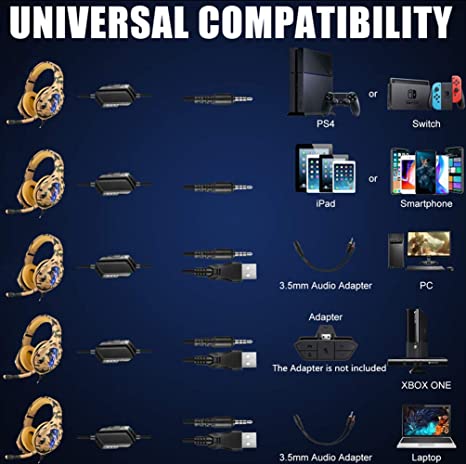 UNIVERSAL COMPATIBILITY
or
PS4
Switch
or
iPad
Smartphone
3.5mm Audio Adapter
PC
Adapter
The Adapter is not included
XBOX ONE
3.5mm Audio Adapter
Laptop